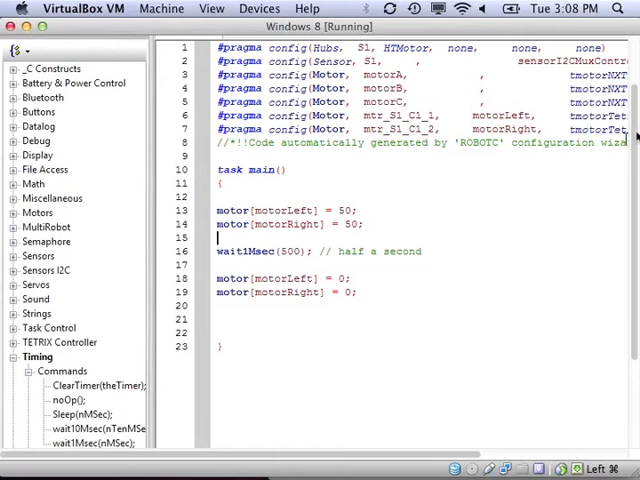 VirtualBox VM Machine View Devices Help Tue 3:08 PM
Windows 8 [Running]
_C Constructs
Battery & Power Control
Bluetooth
Buttons
Datalog
Debug
Display
File Access
Math
Miscellaneous
Motors
MultiRobot
Semaphore
Sensors
Sensors I2C
Servos
Sound
Strings
Task Control
TETRIX Controller
Timing
Commands
ClearTimer(theTimer);
noOp();
Sleep(nMSec);
wait10Msec(nTenMSe
wait1Msec(nMSec);
1 #pragma config(Hubs, S1, HTMotor, none, none, none)
2 #pragma config(Sensor, S1, , sensorI2CMuxContro
3 #pragma config(Motor, motorA, , tmotorNXT
4 #pragma config(Motor, motorB, , tmotorNXT
5 #pragma config(Motor, motorC, , tmotorNXT
6 #pragma config(Motor, mtr_S1_C1_1, motorLeft, tmotorTet
7 #pragma config(Motor, mtr_S1_C1_2, motorRight, tmotorTet
8 //*!!Code automatically generated by 'ROBOTC' configuration wiza
9
10 task main()
11 {
12
13 motor[motorLeft] = 50;
14 motor[motorRight] = 50;
15
16 wait1Msec(500); // half a second
17
18 motor[motorLeft] = 0;
19 motor[motorRight] = 0;
20
21
22
23 }
Left ⌘